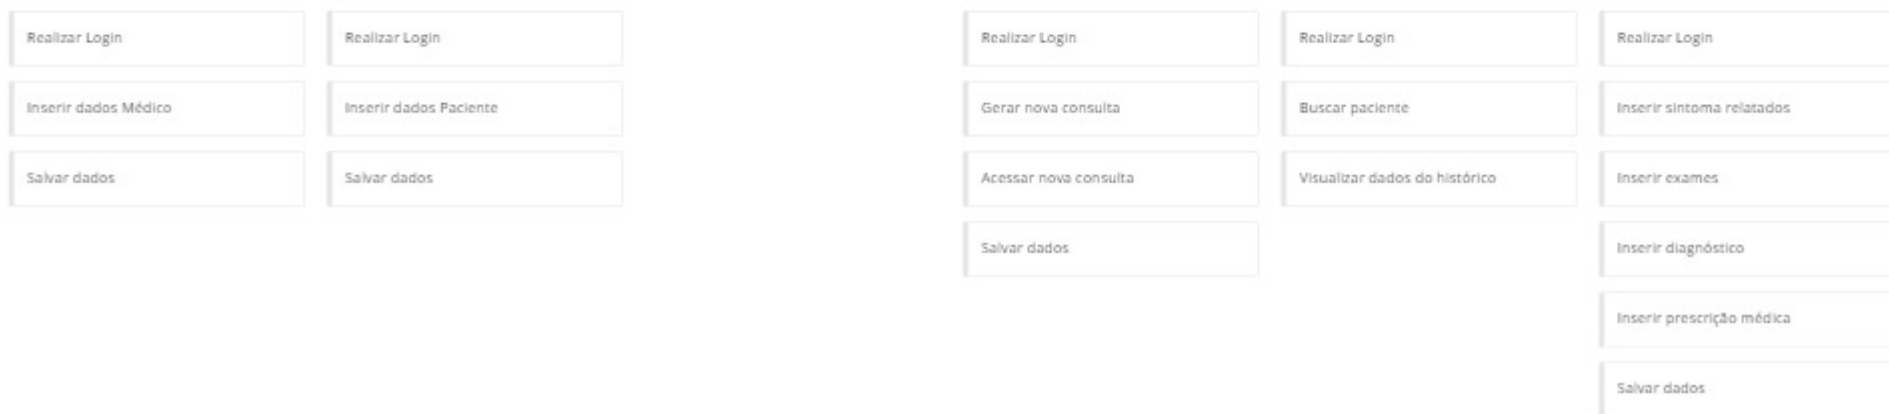 Realizar Login
Inserir dados Médico
Salvar dados
Realizar Login
Inserir dados Paciente
Salvar dados
Realizar Login
Gerar nova consulta
Acessar nova consulta
Salvar dados
Realizar Login
Buscar paciente
Visualizar dados do histórico
Realizar Login
Inserir sintoma relatados
Inserir exames
Inserir diagnóstico
Inserir prescrição médica
Salvar dados